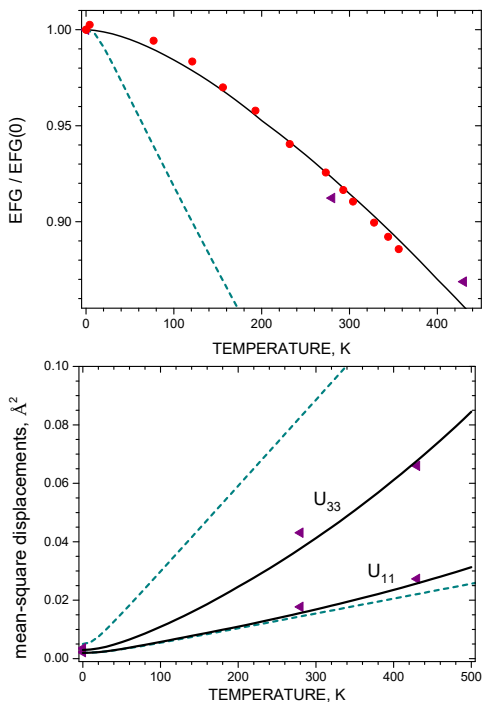 1.00
0.95
0.90
EFG / EFG(0)
0 100 200 300 400
TEMPERATURE, K
0.10
0.08
0.06
0.04
0.02
0.00
mean-square displacements, Å²
U₃₃
U₁₁
0 100 200 300 400 500
TEMPERATURE, K